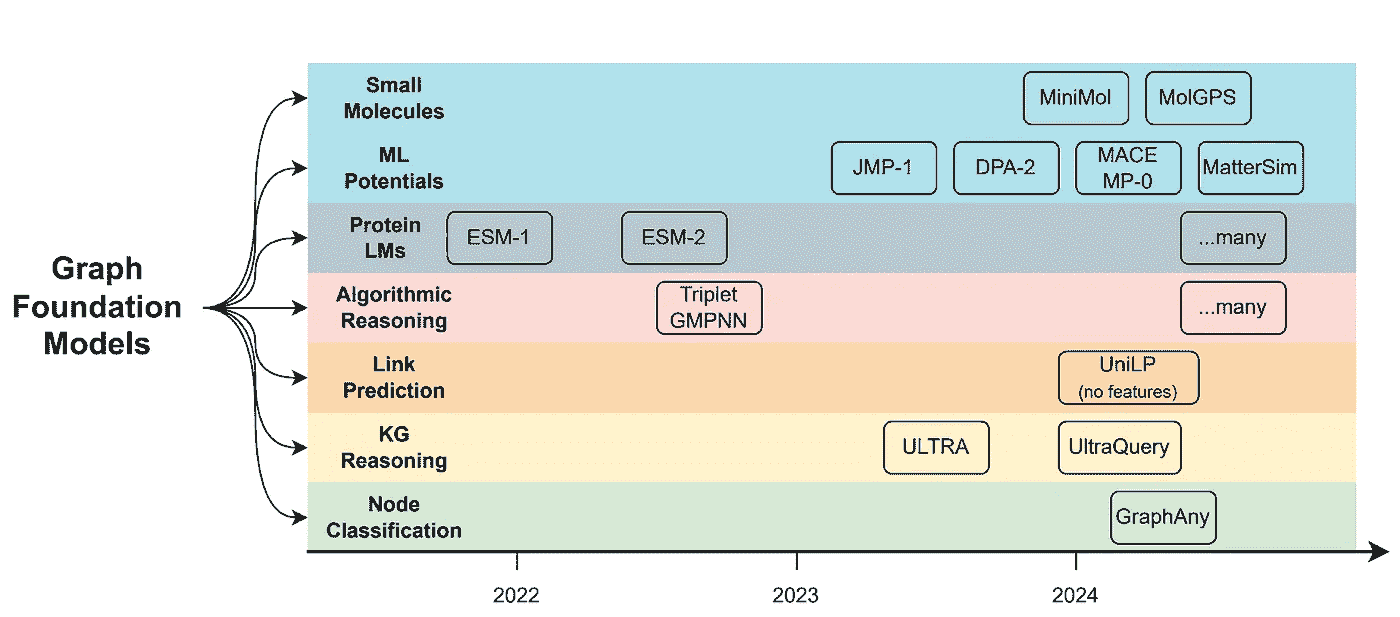 Graph
Foundation
Models
Small
Molecules
MiniMol
MolGPS
ML
Potentials
JMP-1
DPA-2
MACE
MP-0
MatterSim
Protein
LMs
ESM-1
ESM-2
...many
Algorithmic
Reasoning
Triplet
GMPNN
...many
Link
Prediction
UniLP
(no features)
KG
Reasoning
ULTRA
UltraQuery
Node
Classification
GraphAny
2022
2023
2024